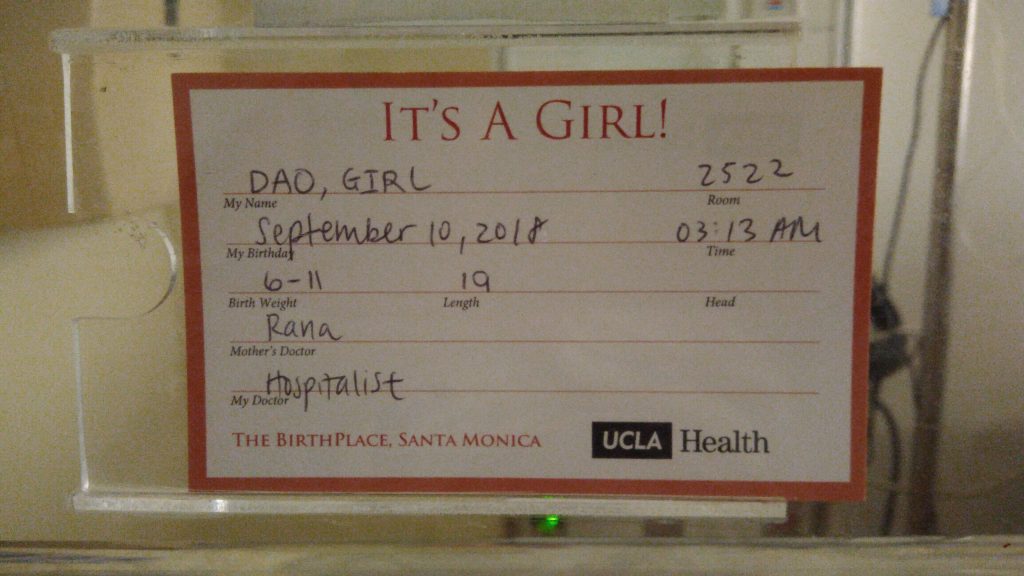 IT'S A GIRL!
DAO, GIRL 2522
My Name Room
September 10, 2018 03:13 AM
My Birthday Time
6-11 19
Birth Weight Length Head
Rana
Mother's Doctor
Hospitalist
My Doctor
THE BIRTHPLACE, SANTA MONICA UCLA Health